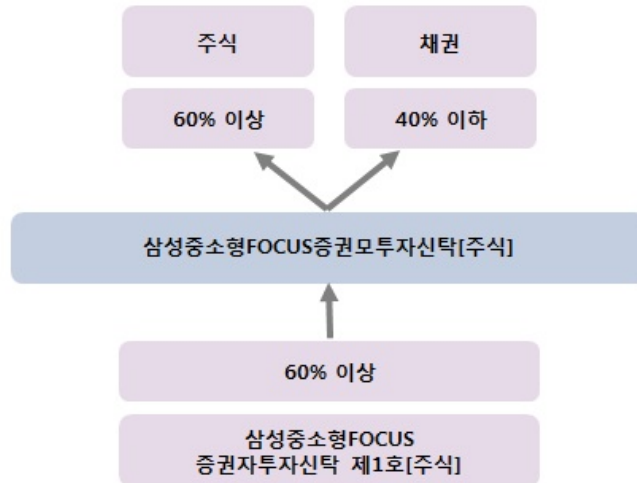 주식
채권
60% 이상
40% 이하
삼성중소형FOCUS증권모투자신탁[주식]
60% 이상
삼성중소형FOCUS
증권자투자신탁 제1호[주식]